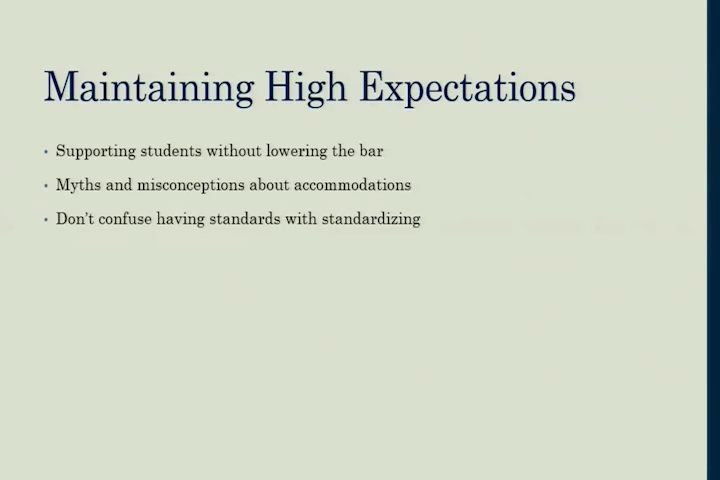 Maintaining High Expectations
• Supporting students without lowering the bar
• Myths and misconceptions about accommodations
• Don't confuse having standards with standardizing